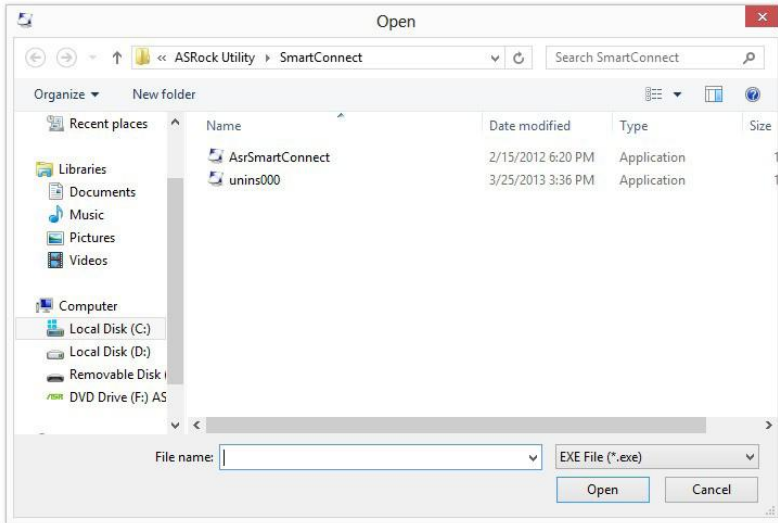 Open
« ASRock Utility SmartConnect
Search SmartConnect
Organize New folder
Name Date modified Type Size
Recent places
Libraries
Documents
Music
Pictures
Videos
Computer
Local Disk (C:)
Local Disk (D:)
Removable Disk (
DVD Drive (F:) AS
AsrSmartConnect 2/15/2012 6:20 PM Application 1
unins000 3/25/2013 3:36 PM Application 1
File name: EXE File (*.exe)
Open Cancel